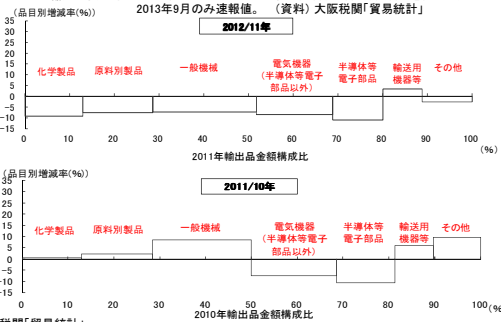 2013年9月のみ速報値。 （資料）大阪税関「貿易統計」
（品目別増減率(%)）
2012/11年
35
30
25
20
15
10
5
0
-5
-10
-15
化学製品
原料別製品
一般機械
電気機器
（半導体等電子
部品以外）
半導体等
電子部品
輸送用
機器等
その他
0 10 20 30 40 50 60 70 80 90 100
（%）
2011年輸出品金額構成比
（品目別増減率(%)）
2011/10年
35
30
25
20
15
10
5
0
-5
-10
-15
化学製品
原料別製品
一般機械
電気機器
（半導体等電子
部品以外）
半導体等
電子部品
輸送用
機器等
その他
0 10 20 30 40 50 60 70 80 90 100
（%）
2010年輸出品金額構成比